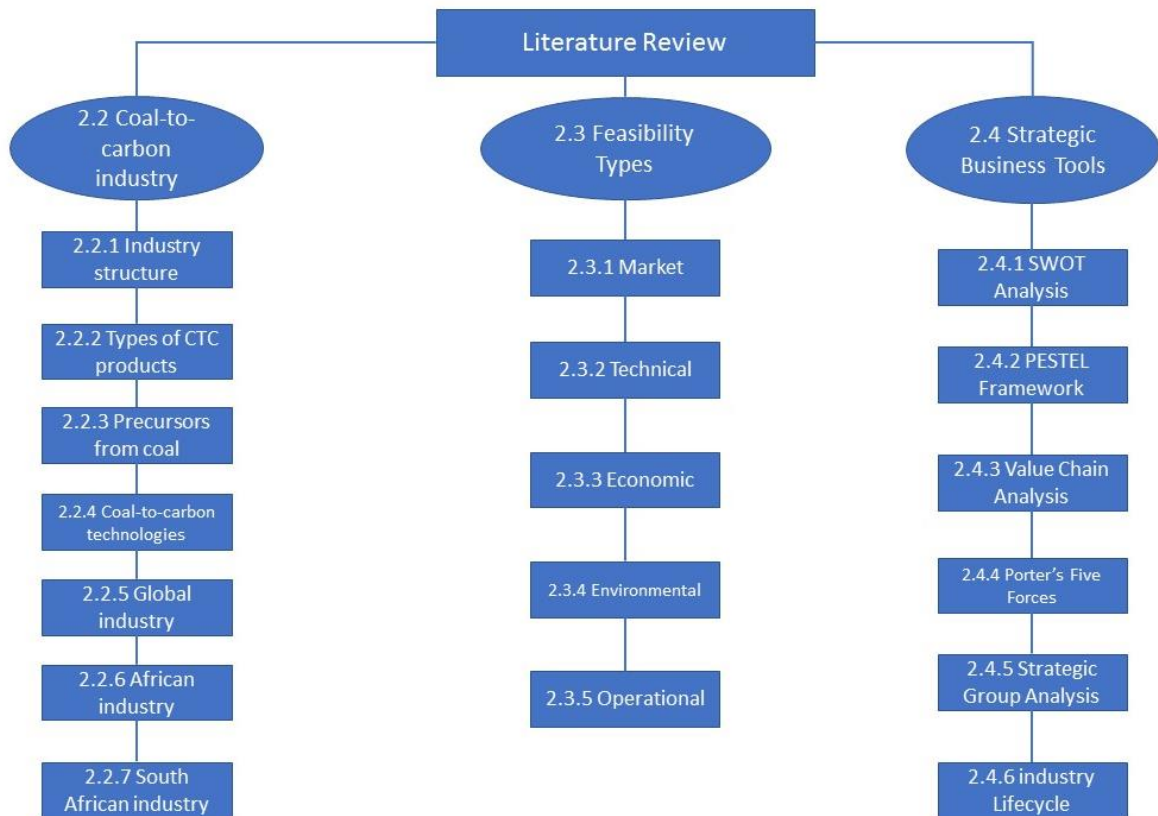 Literature Review
2.2 Coal-to-
carbon
industry
2.2.1 Industry
structure
2.2.2 Types of CTC
products
2.2.3 Precursors
from coal
2.2.4 Coal-to-carbon
technologies
2.2.5 Global
industry
2.2.6 African
industry
2.2.7 South
African industry
2.3 Feasibility
Types
2.3.1 Market
2.3.2 Technical
2.3.3 Economic
2.3.4 Environmental
2.3.5 Operational
2.4 Strategic
Business Tools
2.4.1 SWOT
Analysis
2.4.2 PESTEL
Framework
2.4.3 Value Chain
Analysis
2.4.4 Porter’s Five
Forces
2.4.5 Strategic
Group Analysis
2.4.6 industry
Lifecycle